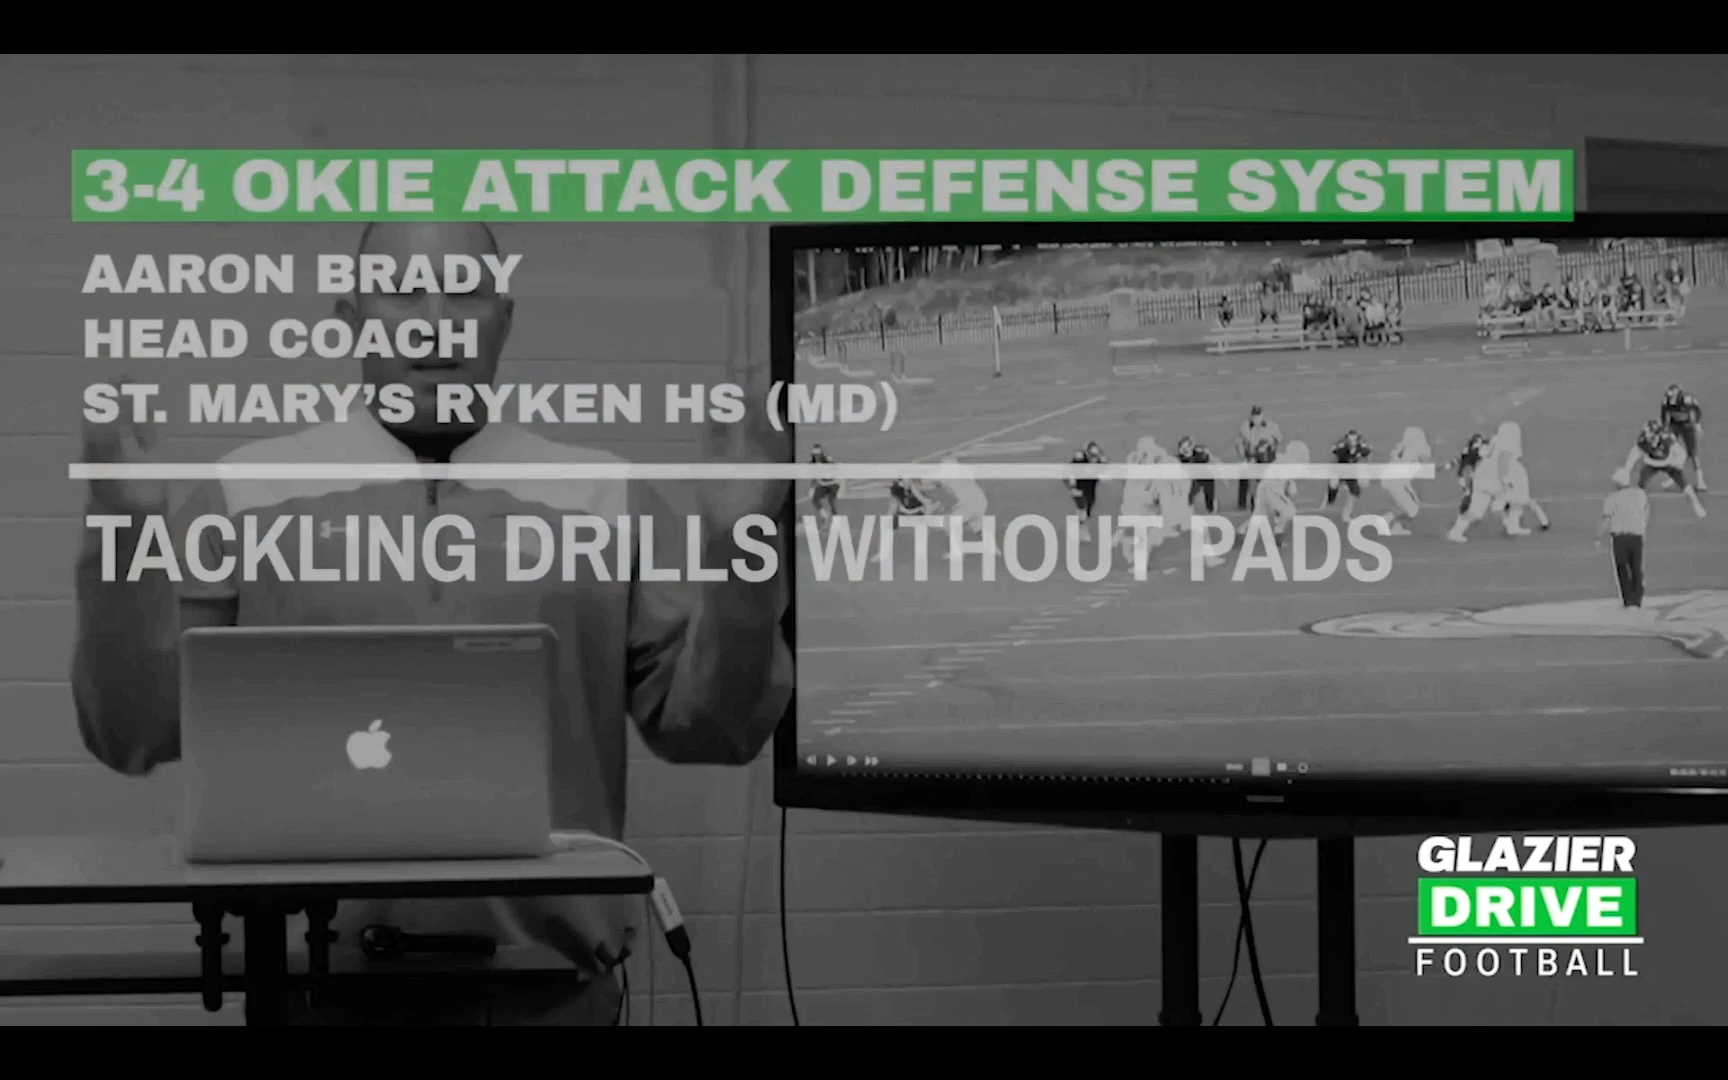 3-4 OKIE ATTACK DEFENSE SYSTEM
AARON BRADY
HEAD COACH
ST. MARY’S RYKEN HS (MD)
TACKLING DRILLS WITHOUT PADS
GLAZIER
DRIVE
FOOTBALL